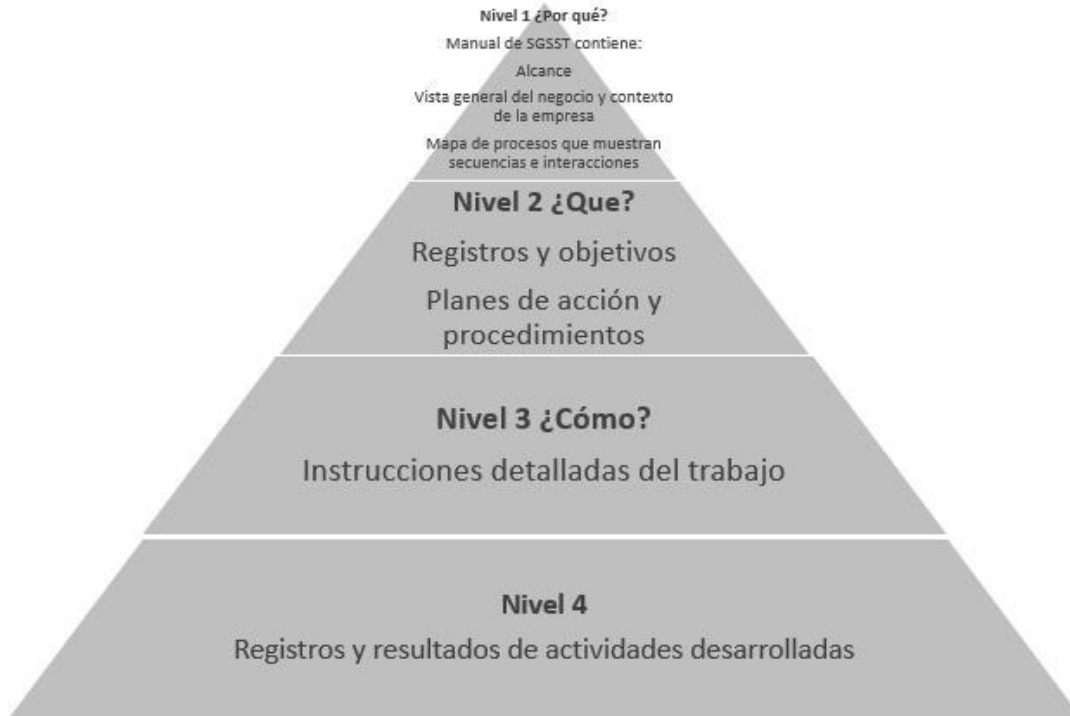 Nivel 1 ¿Por qué?
Manual de SGSST contiene:
Alcance
Vista general del negocio y contexto
de la empresa
Mapa de procesos que muestran
secuencias e interacciones
Nivel 2 ¿Que?
Registros y objetivos
Planes de acción y
procedimientos
Nivel 3 ¿Cómo?
Instrucciones detalladas del trabajo
Nivel 4
Registros y resultados de actividades desarrolladas